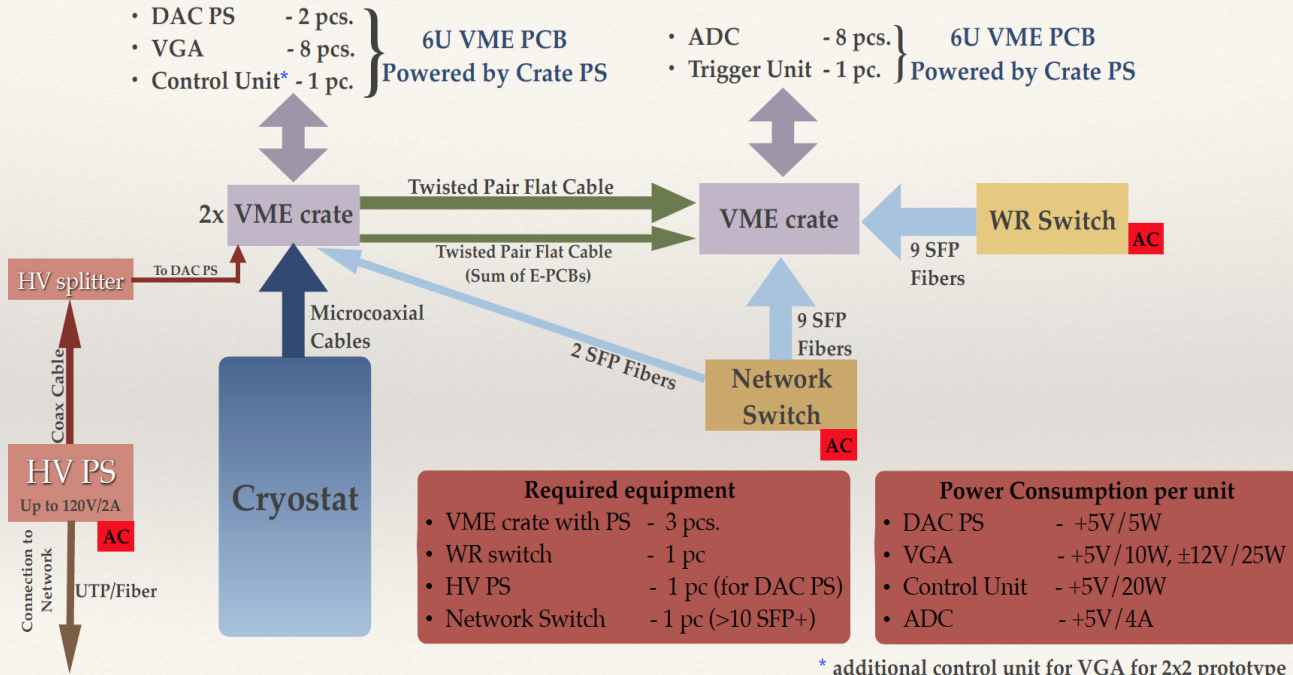 • DAC PS - 2 pcs.
• VGA - 8 pcs.
• Control Unit* - 1 pc.
6U VME PCB
Powered by Crate PS
• ADC - 8 pcs.
• Trigger Unit - 1 pc.
6U VME PCB
Powered by Crate PS
2x VME crate
Twisted Pair Flat Cable
Twisted Pair Flat Cable
(Sum of E-PCBs)
VME crate
WR Switch
AC
9 SFP
Fibers
HV splitter
To DAC PS
Microcoaxial
Cables
2 SFP Fibers
9 SFP
Fibers
Network
Switch
AC
Coax Cable
HV PS
Up to 120V/2A
AC
Connection to
Network
UTP/Fiber
Cryostat
Required equipment
• VME crate with PS - 3 pcs.
• WR switch - 1 pc
• HV PS - 1 pc (for DAC PS)
• Network Switch - 1 pc (>10 SFP+)
Power Consumption per unit
• DAC PS - +5V/5W
• VGA - +5V/10W, ±12V/25W
• Control Unit - +5V/20W
• ADC - +5V/4A
* additional control unit for VGA for 2x2 prototype